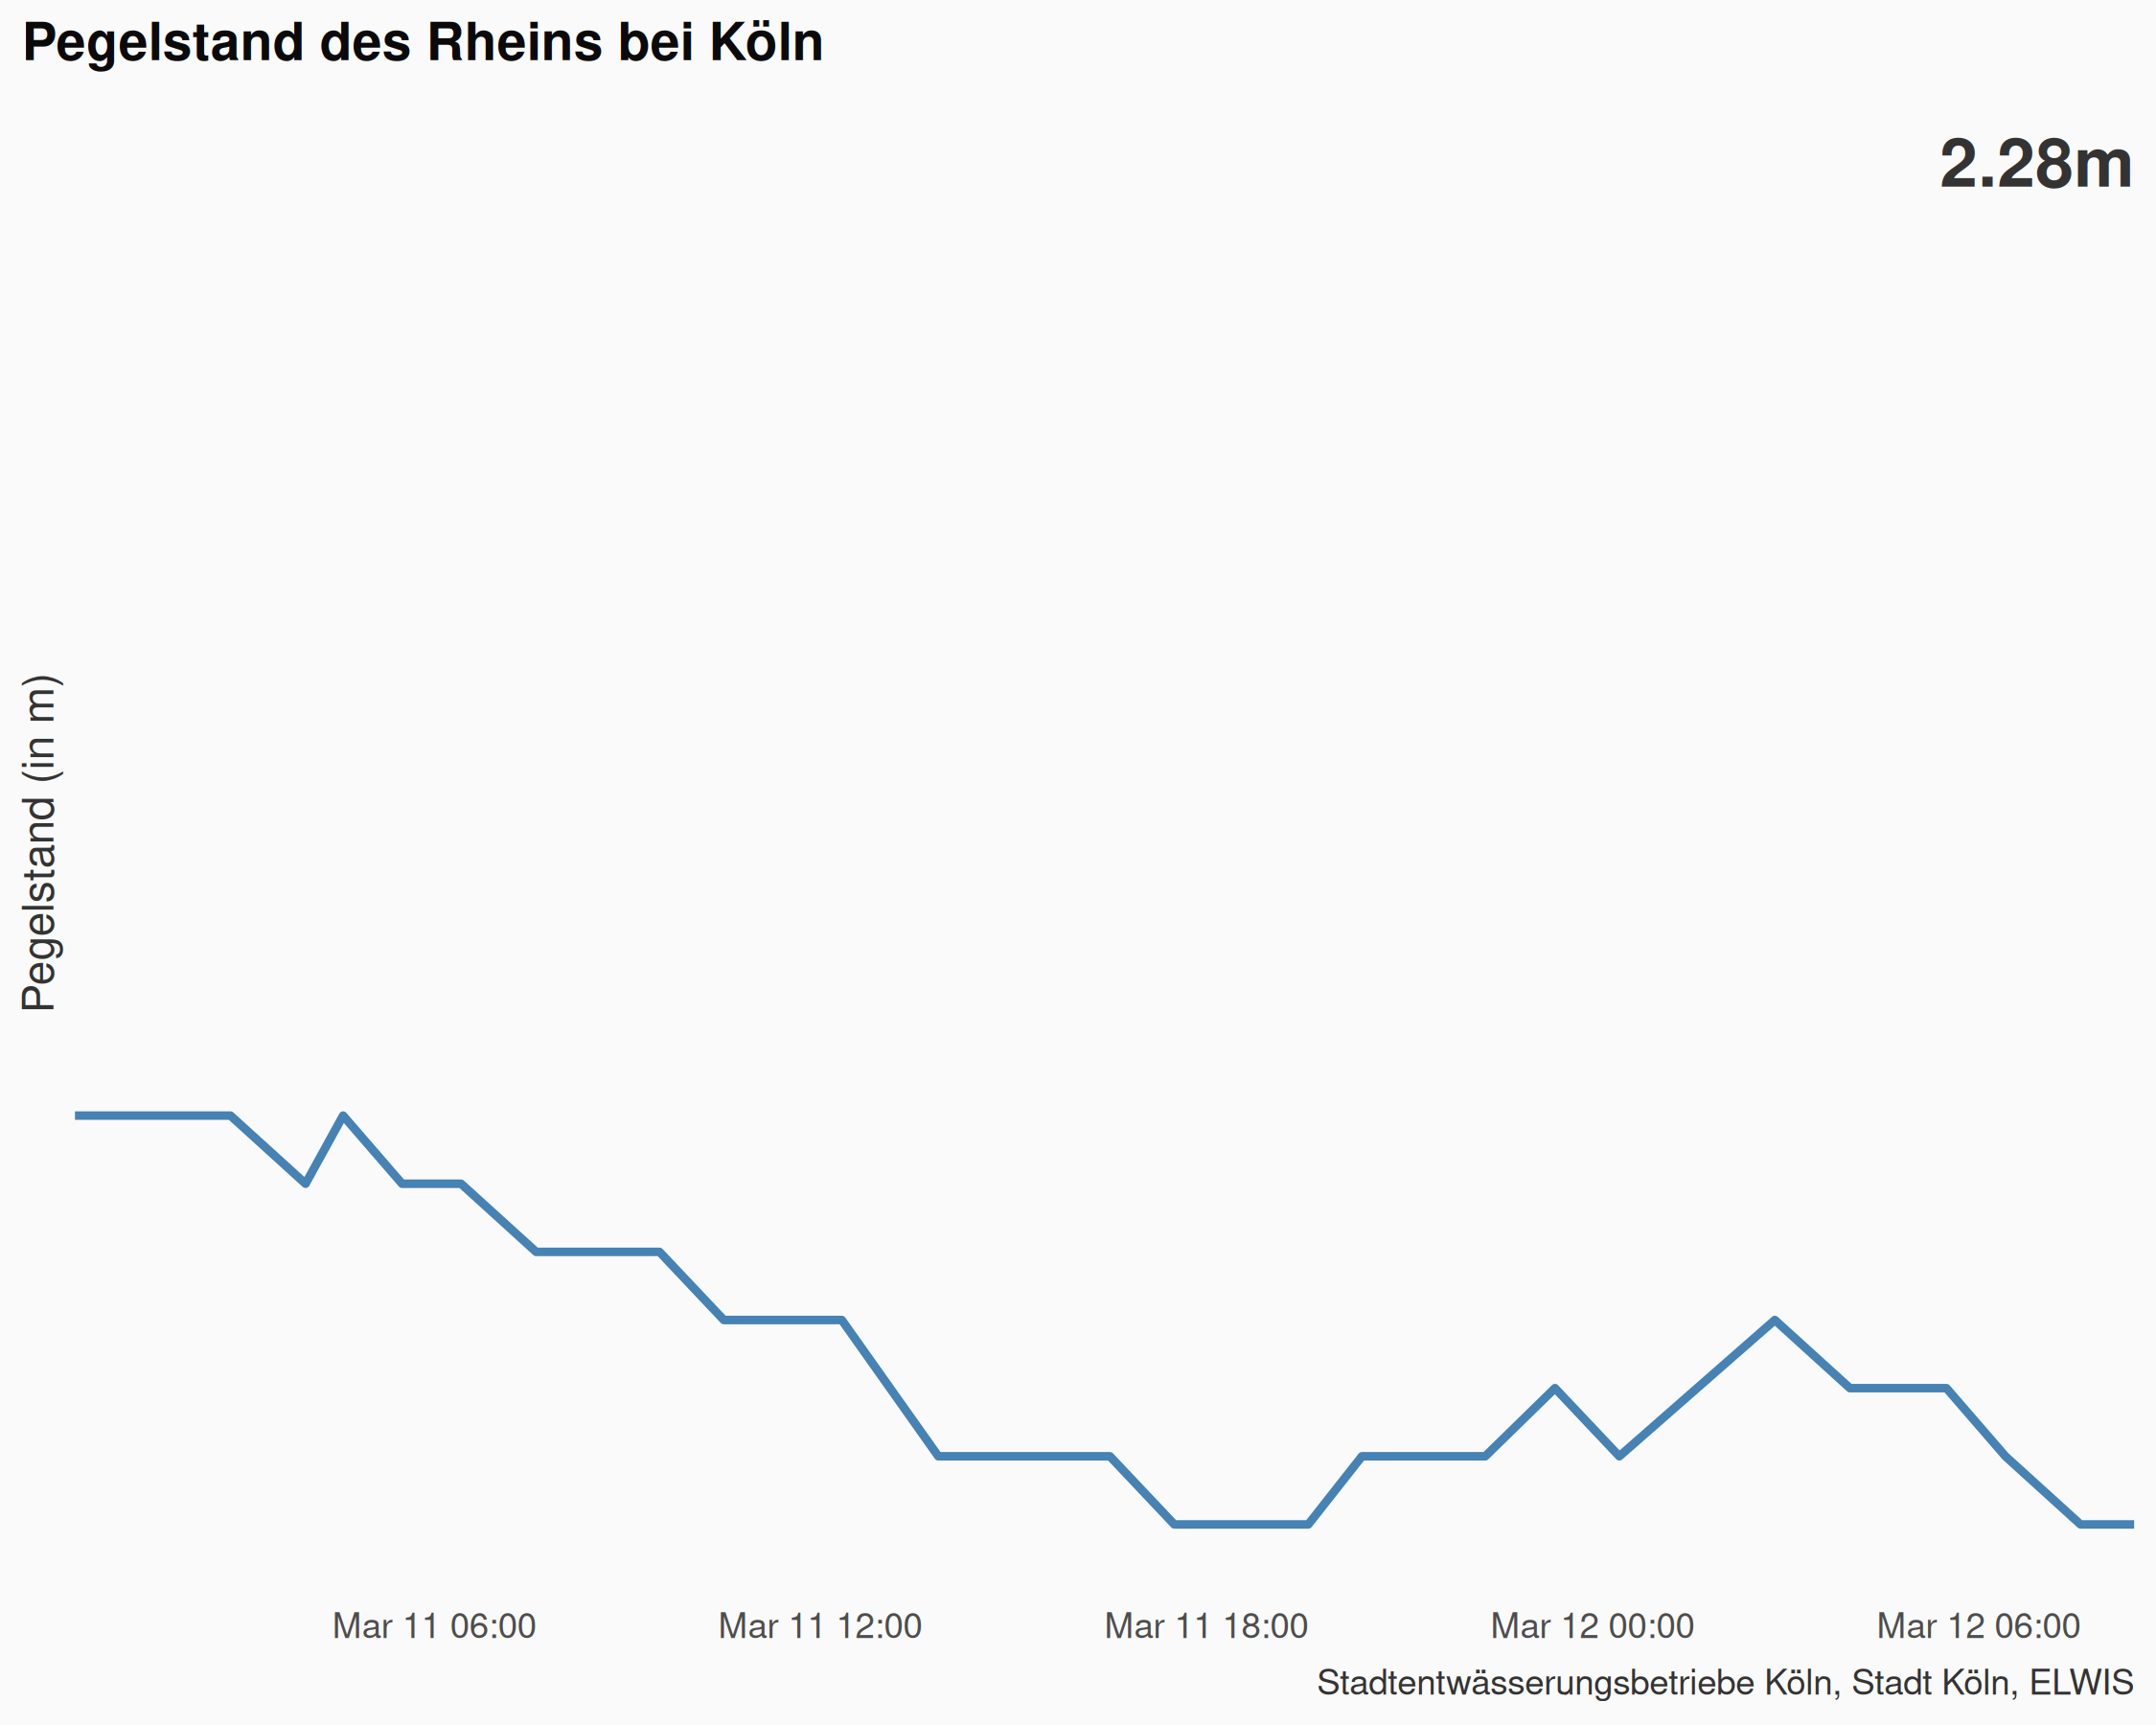 Pegelstand des Rheins bei Köln
2.28m
Pegelstand (in m)
Mar 11 06:00
Mar 11 12:00
Mar 11 18:00
Mar 12 00:00
Mar 12 06:00
Stadtentwässerungsbetriebe Köln, Stadt Köln, ELWIS